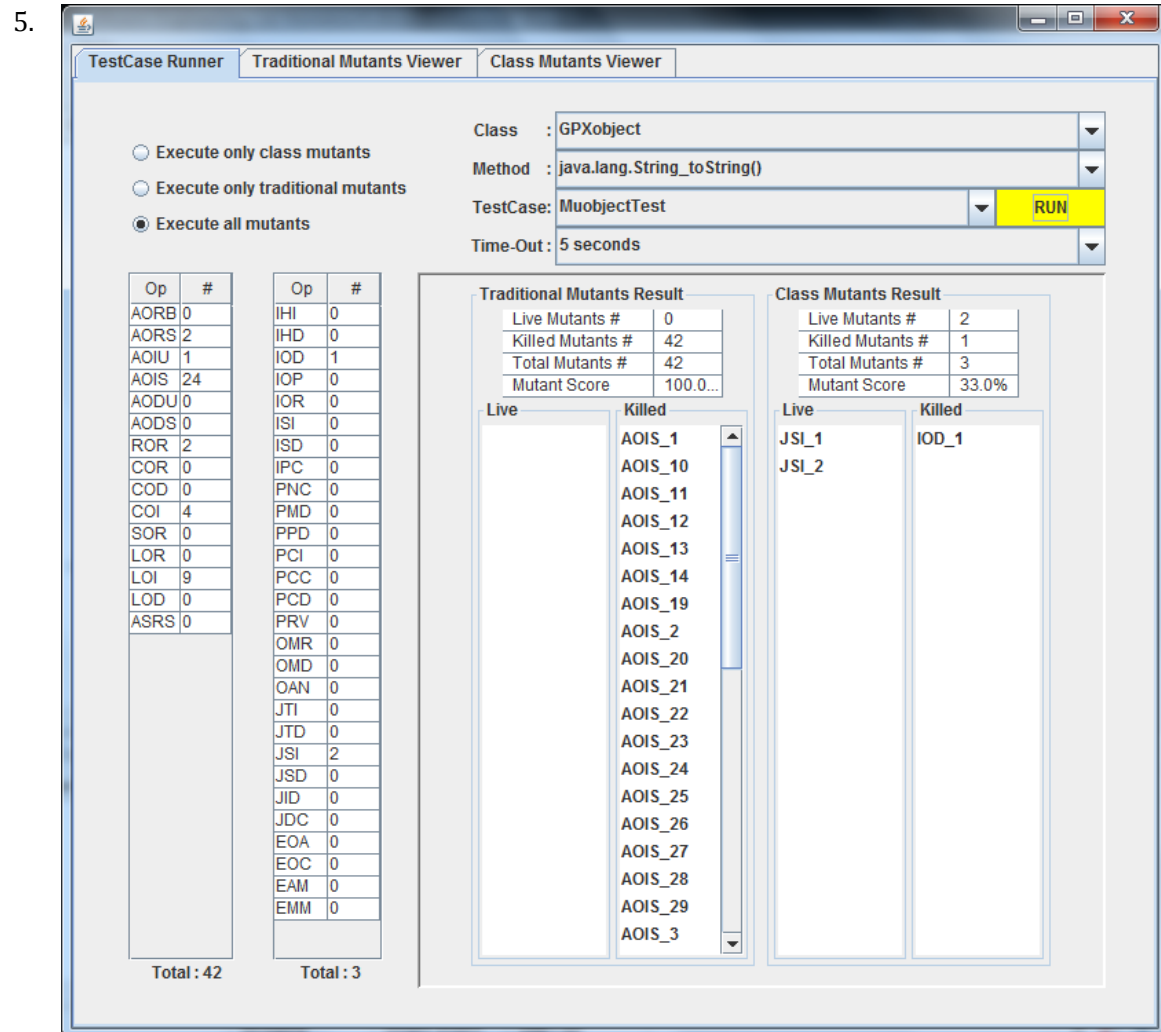 5.
TestCase Runner Traditional Mutants Viewer Class Mutants Viewer
Execute only class mutants
Execute only traditional mutants
Execute all mutants
Class : GPXobject
Method : java.lang.String_toString()
TestCase: MuobjectTest RUN
Time-Out : 5 seconds
Op #
AORB 0
AORS 2
AOIU 1
AOIS 24
AODU 0
AODS 0
ROR 2
COR 0
COD 0
COI 4
SOR 0
LOR 0
LOI 9
LOD 0
ASRS 0
Total : 42
Op #
IHI 0
IHD 0
IOD 1
IOP 0
IOR 0
ISI 0
ISD 0
IPC 0
PNC 0
PMD 0
PPD 0
PCI 0
PCC 0
PCD 0
PRV 0
OMR 0
OMD 0
OAN 0
JTI 0
JTD 0
JSI 2
JSD 0
JID 0
JDC 0
EOA 0
EOC 0
EAM 0
EMM 0
Total : 3
Traditional Mutants Result
Live Mutants # 0
Killed Mutants # 42
Total Mutants # 42
Mutant Score 100.0...
Live
Killed
AOIS_1
AOIS_10
AOIS_11
AOIS_12
AOIS_13
AOIS_14
AOIS_19
AOIS_2
AOIS_20
AOIS_21
AOIS_22
AOIS_23
AOIS_24
AOIS_25
AOIS_26
AOIS_27
AOIS_28
AOIS_29
AOIS_3
Class Mutants Result
Live Mutants # 2
Killed Mutants # 1
Total Mutants # 3
Mutant Score 33.0%
Live
JSI_1
JSI_2
Killed
IOD_1